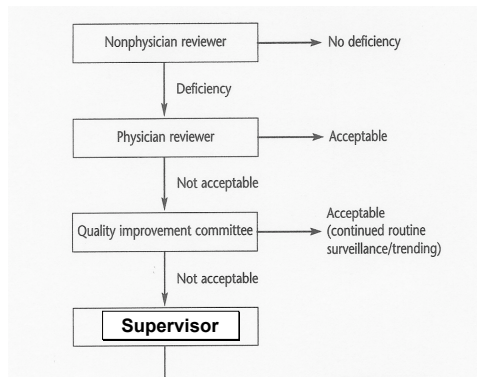 Nonphysician reviewer
No deficiency
Deficiency
Physician reviewer
Acceptable
Not acceptable
Quality improvement committee
Acceptable
(continued routine
surveillance/trending)
Not acceptable
Supervisor